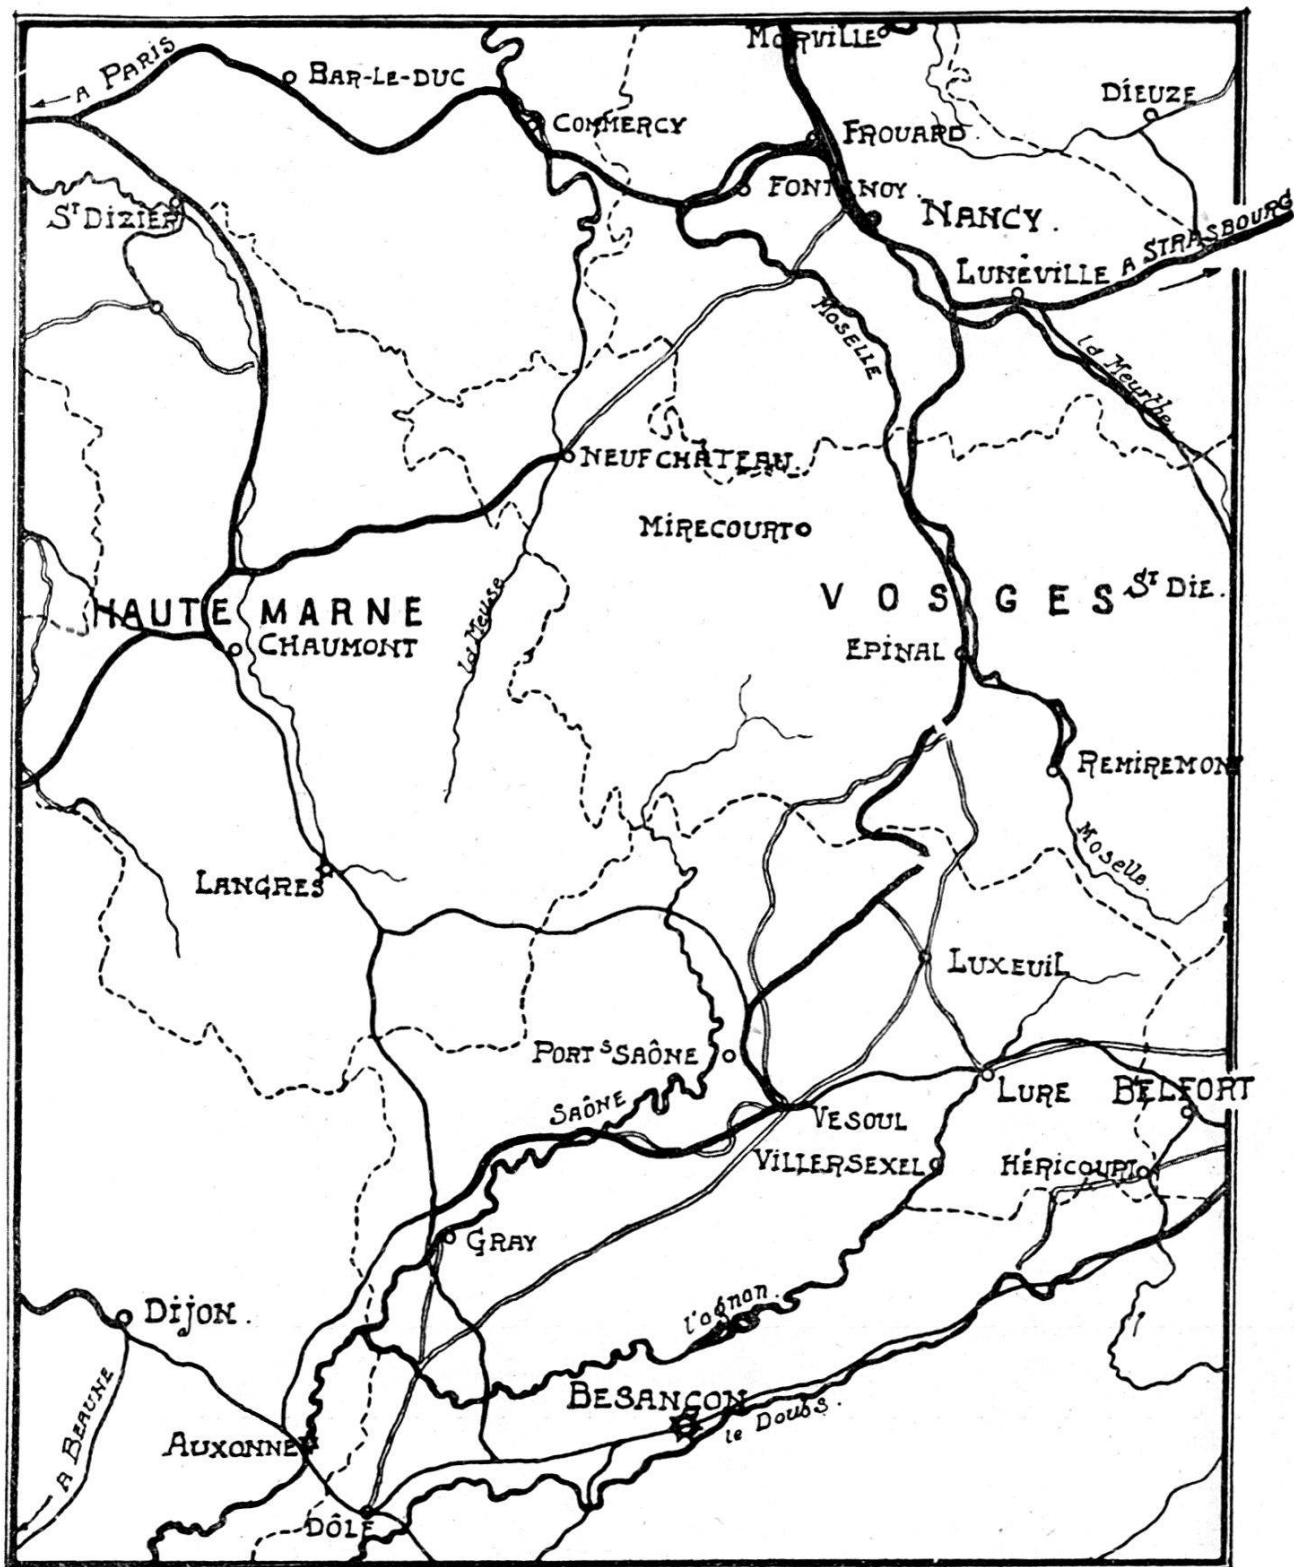 MORVILLE
A PARIS
BAR-LE-DUC
DIEUZE
COMMERCY
FROUARD.
FONTENOY.
ST DIZIER
NANCY.
A STRASBOURG
LUNÉVILLE
MOSELLE
la Meurthe
NEUFCHÂTEAU.
MIRECOURT
HAUTE MARNE
VOSGES
ST DIE.
la Meuse
CHAUMONT
EPINAL
REMIREMONT
Moselle.
LANGRES
LUXEUIL
PORT S SAÔNE
SAÔNE
LURE
BELFORT
VESOUL
VILLERSEXEL
HÉRICOURT
GRAY
l'ognon.
DIJON.
BESANÇON
le Doubs.
A BEAUNE
AUXONNE
DÔLE